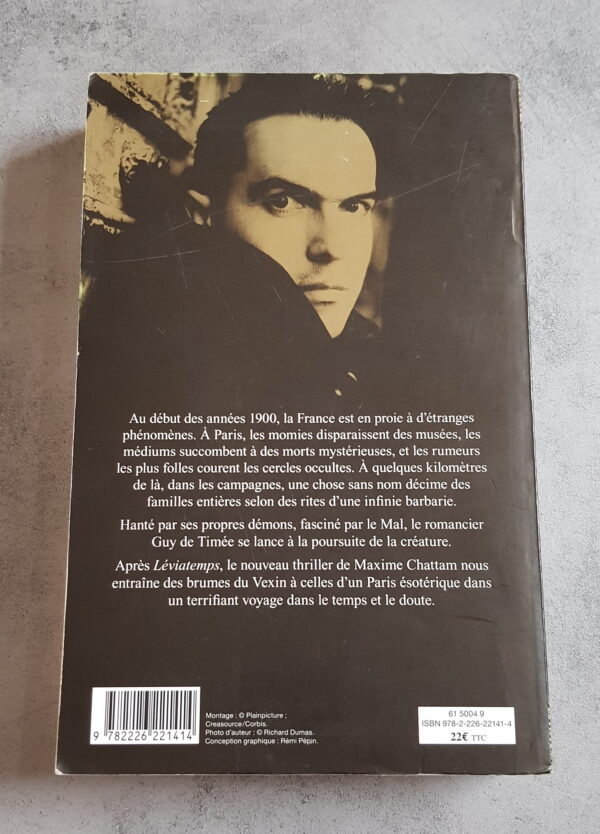 Au début des années 1900, la France est en proie à d'étranges
phénomènes. À Paris, les momies disparaissent des musées, les
médiums succombent à des morts mystérieuses, et les rumeurs
les plus folles courent les cercles occultes. À quelques kilomètres
de là, dans les campagnes, une chose sans nom décime des
familles entières selon des rites d'une infinie barbarie.
Hanté par ses propres démons, fasciné par le Mal, le romancier
Guy de Timée se lance à la poursuite de la créature.
Après Léviatemps, le nouveau thriller de Maxime Chattam nous
entraîne des brumes du Vexin à celles d'un Paris ésotérique dans
un terrifiant voyage dans le temps et le doute.
9 782226 221414
Montage : © Plainpicture ;
Creasource/Corbis.
Photo d'auteur : © Richard Dumas.
Conception graphique : Rémi Pépin.
61 5004 9
ISBN 978-2-226-22141-4
22€ TTC